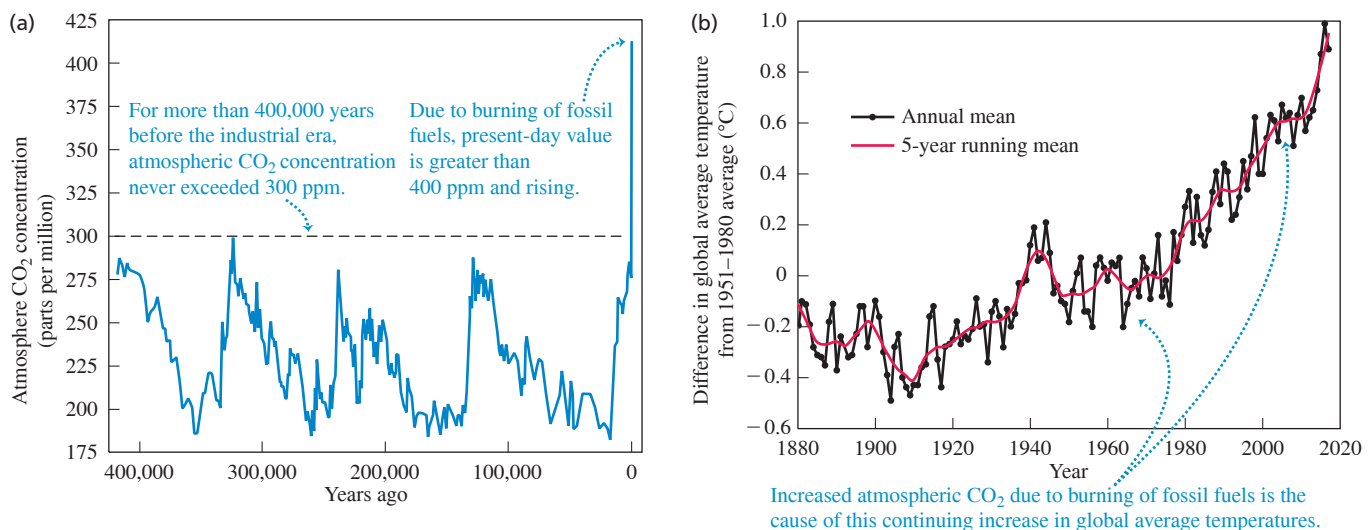 (a)
Atmosphere CO₂ concentration
(parts per million)
425
400
375
350
325
300
275
250
225
200
175
For more than 400,000 years
before the industrial era,
atmospheric CO₂ concentration
never exceeded 300 ppm.
Due to burning of fossil
fuels, present-day value
is greater than
400 ppm and rising.
400,000
300,000
200,000
100,000
0
Years ago
(b)
Difference in global average temperature
from 1951–1980 average (°C)
1.0
0.8
0.6
0.4
0.2
0
−0.2
−0.4
−0.6
Annual mean
5-year running mean
1880
1900
1920
1940
1960
1980
2000
2020
Year
Increased atmospheric CO₂ due to burning of fossil fuels is the
cause of this continuing increase in global average temperatures.